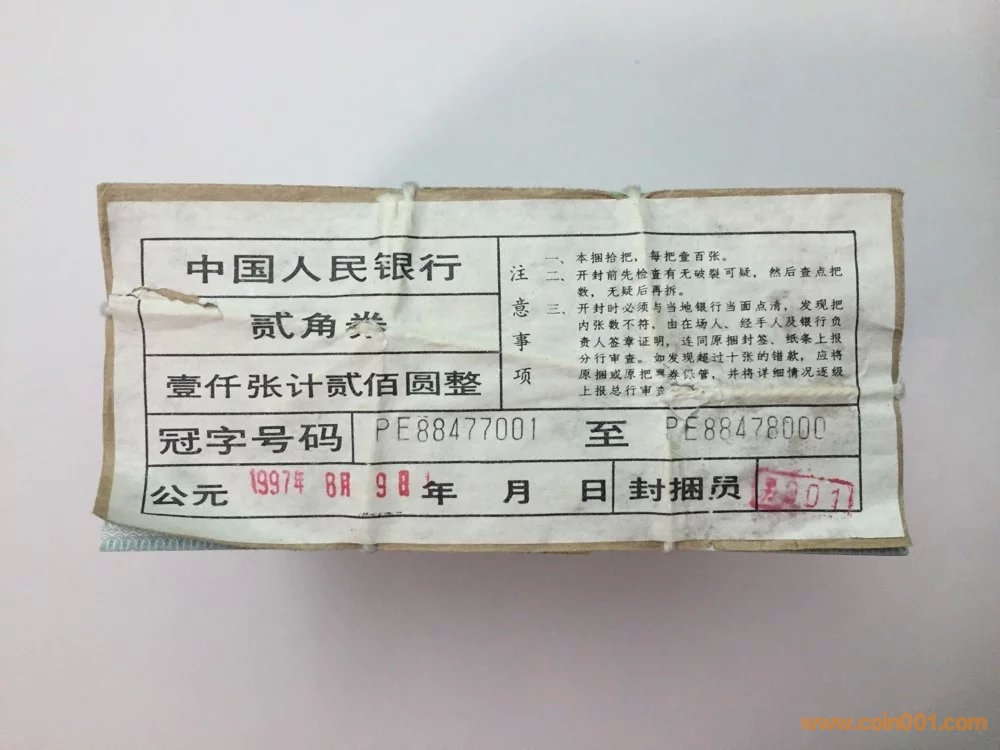 中国人民银行
贰角券
壹仟张计贰佰圆整
注意事项
一、本捆拾把，每把壹百张。
二、开封前先检查有无破裂可疑，然后查点把
数，无疑后再拆。
三、开封时必须与当地银行当面点清，发现把
内张数不符，由在场人、经手人及银行负
责人签章证明，连同原捆封签、纸条上报
分行审查。如发现超过十张的错款，应将
原捆或原把票券保管，并将详细情况逐级
上报总行审查
冠字号码 PE88477001 至 PE88478000
公元 1997年 8月 9日 年 月 日 封捆员 201
www.coin001.com